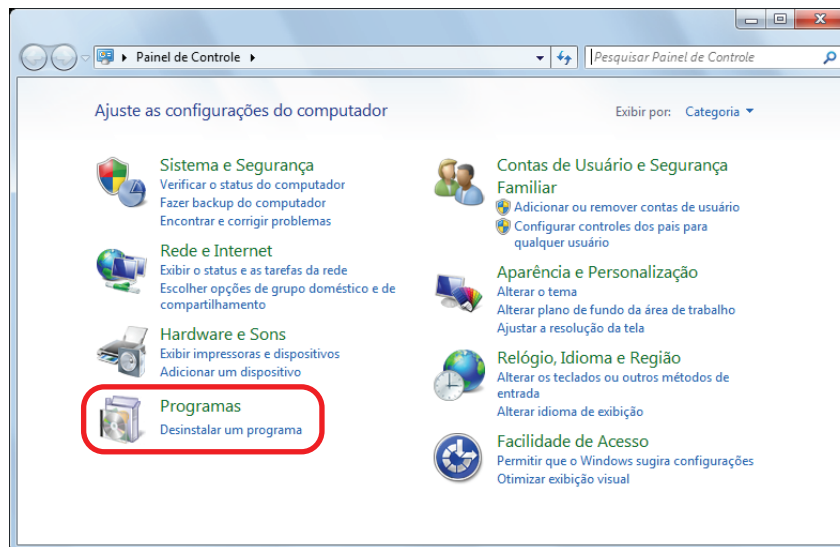 Painel de Controle
Pesquisar Painel de Controle
Ajuste as configurações do computador
Exibir por: Categoria
Sistema e Segurança
Verificar o status do computador
Fazer backup do computador
Encontrar e corrigir problemas
Rede e Internet
Exibir o status e as tarefas da rede
Escolher opções de grupo doméstico e de
compartilhamento
Hardware e Sons
Exibir impressoras e dispositivos
Adicionar um dispositivo
Programas
Desinstalar um programa
Contas de Usuário e Segurança
Familiar
Adicionar ou remover contas de usuário
Configurar controles dos pais para
qualquer usuário
Aparência e Personalização
Alterar o tema
Alterar plano de fundo da área de trabalho
Ajustar a resolução da tela
Relógio, Idioma e Região
Alterar os teclados ou outros métodos de
entrada
Alterar idioma de exibição
Facilidade de Acesso
Permitir que o Windows sugira configurações
Otimizar exibição visual